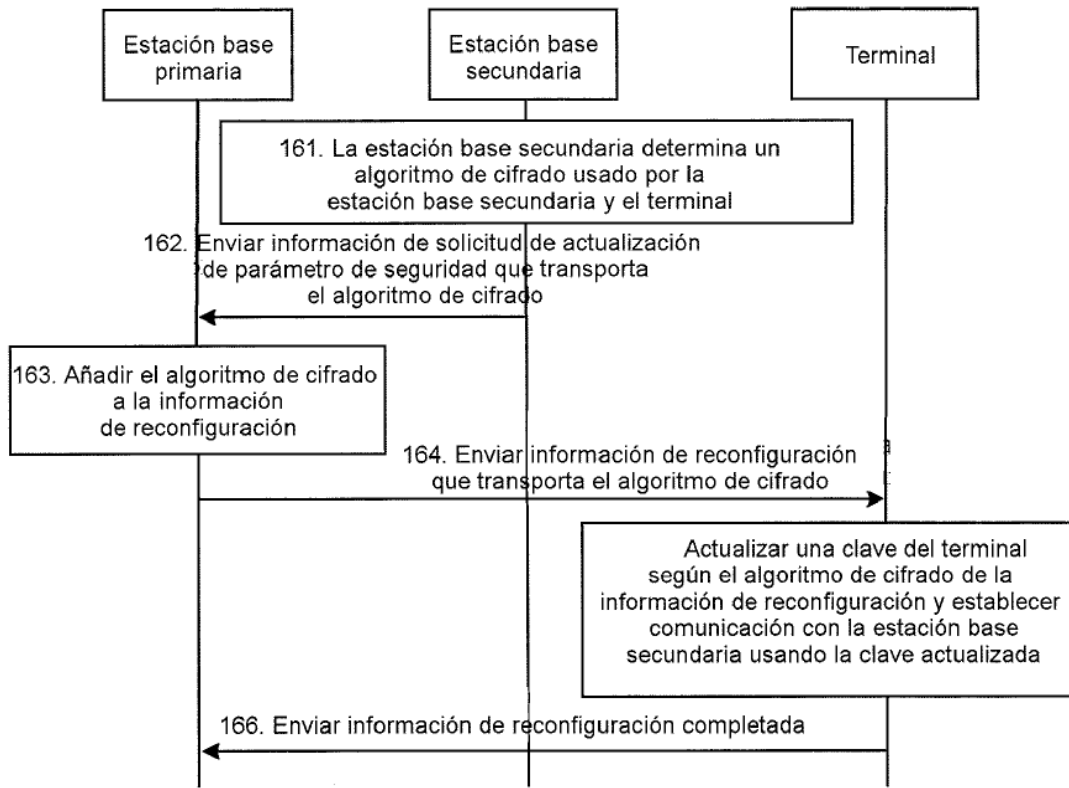 Estación base
primaria
Estación base
secundaria
Terminal
161. La estación base secundaria determina un
algoritmo de cifrado usado por la
estación base secundaria y el terminal
162. Enviar información de solicitud de actualización
de parámetro de seguridad que transporta
el algoritmo de cifrado
163. Añadir el algoritmo de cifrado
a la información
de reconfiguración
164. Enviar información de reconfiguración
que transporta el algoritmo de cifrado
Actualizar una clave del terminal
según el algoritmo de cifrado de la
información de reconfiguración y establecer
comunicación con la estación base
secundaria usando la clave actualizada
166. Enviar información de reconfiguración completada